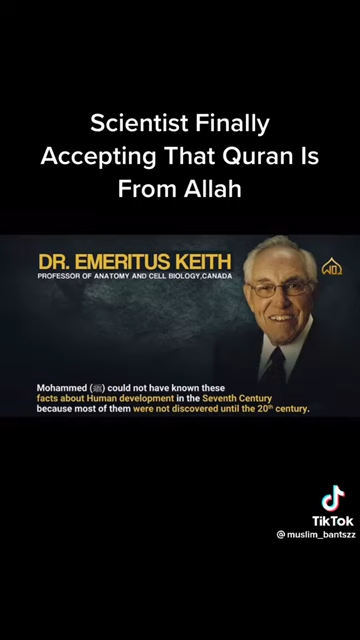 Scientist Finally
Accepting That Quran Is
From Allah
DR. EMERITUS KEITH
PROFESSOR OF ANATOMY AND CELL BIOLOGY,CANADA
Mohammed (ﷺ) could not have known these
facts about Human development in the Seventh Century
because most of them were not discovered until the 20th century.
TikTok
@muslim_bantszz